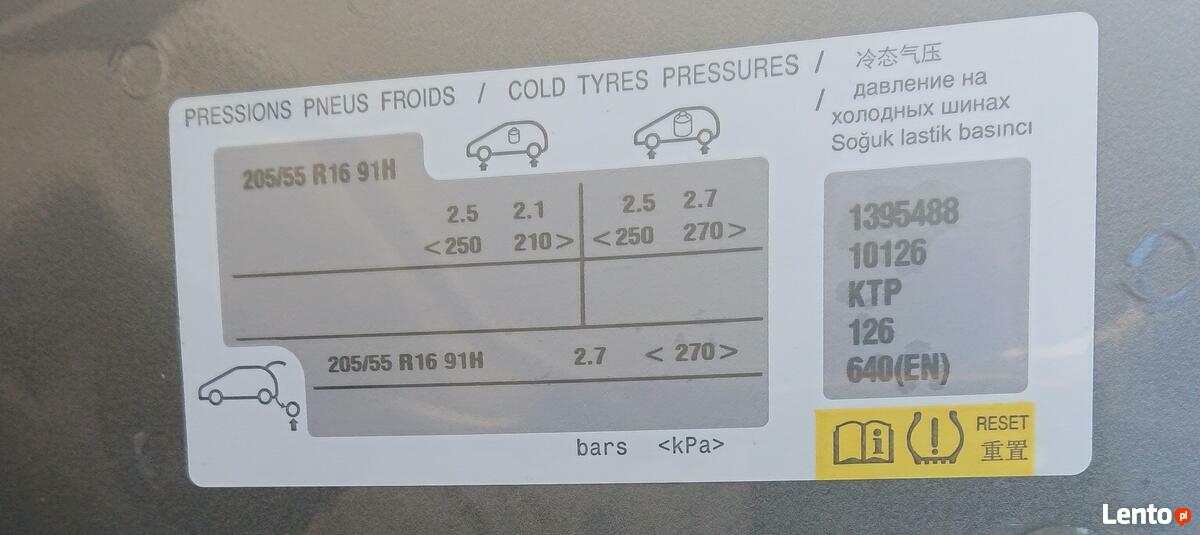 PRESSIONS PNEUS FROIDS / COLD TYRES PRESSURES /
冷态气压
/ давление на
холодных шинах
Soğuk lastik basıncı
205/55 R16 91H
2.5 2.1 2.5 2.7
<250 210> <250 270>
205/55 R16 91H 2.7 <270>
bars <kPa>
1395488
10126
KTP
126
640(EN)
RESET
重置
Lento.pl